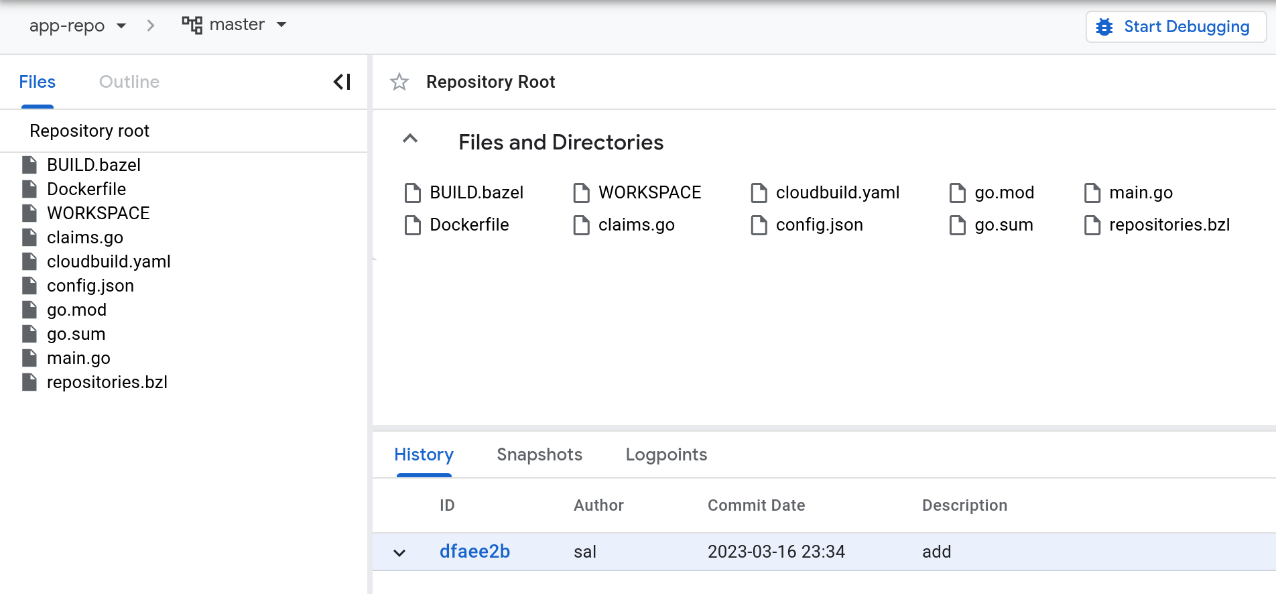 app-repo master Start Debugging
Files Outline
Repository root
BUILD.bazel
Dockerfile
WORKSPACE
claims.go
cloudbuild.yaml
config.json
go.mod
go.sum
main.go
repositories.bzl
Repository Root
Files and Directories
BUILD.bazel WORKSPACE cloudbuild.yaml go.mod main.go
Dockerfile claims.go config.json go.sum repositories.bzl
History Snapshots Logpoints
ID Author Commit Date Description
dfaee2b sal 2023-03-16 23:34 add